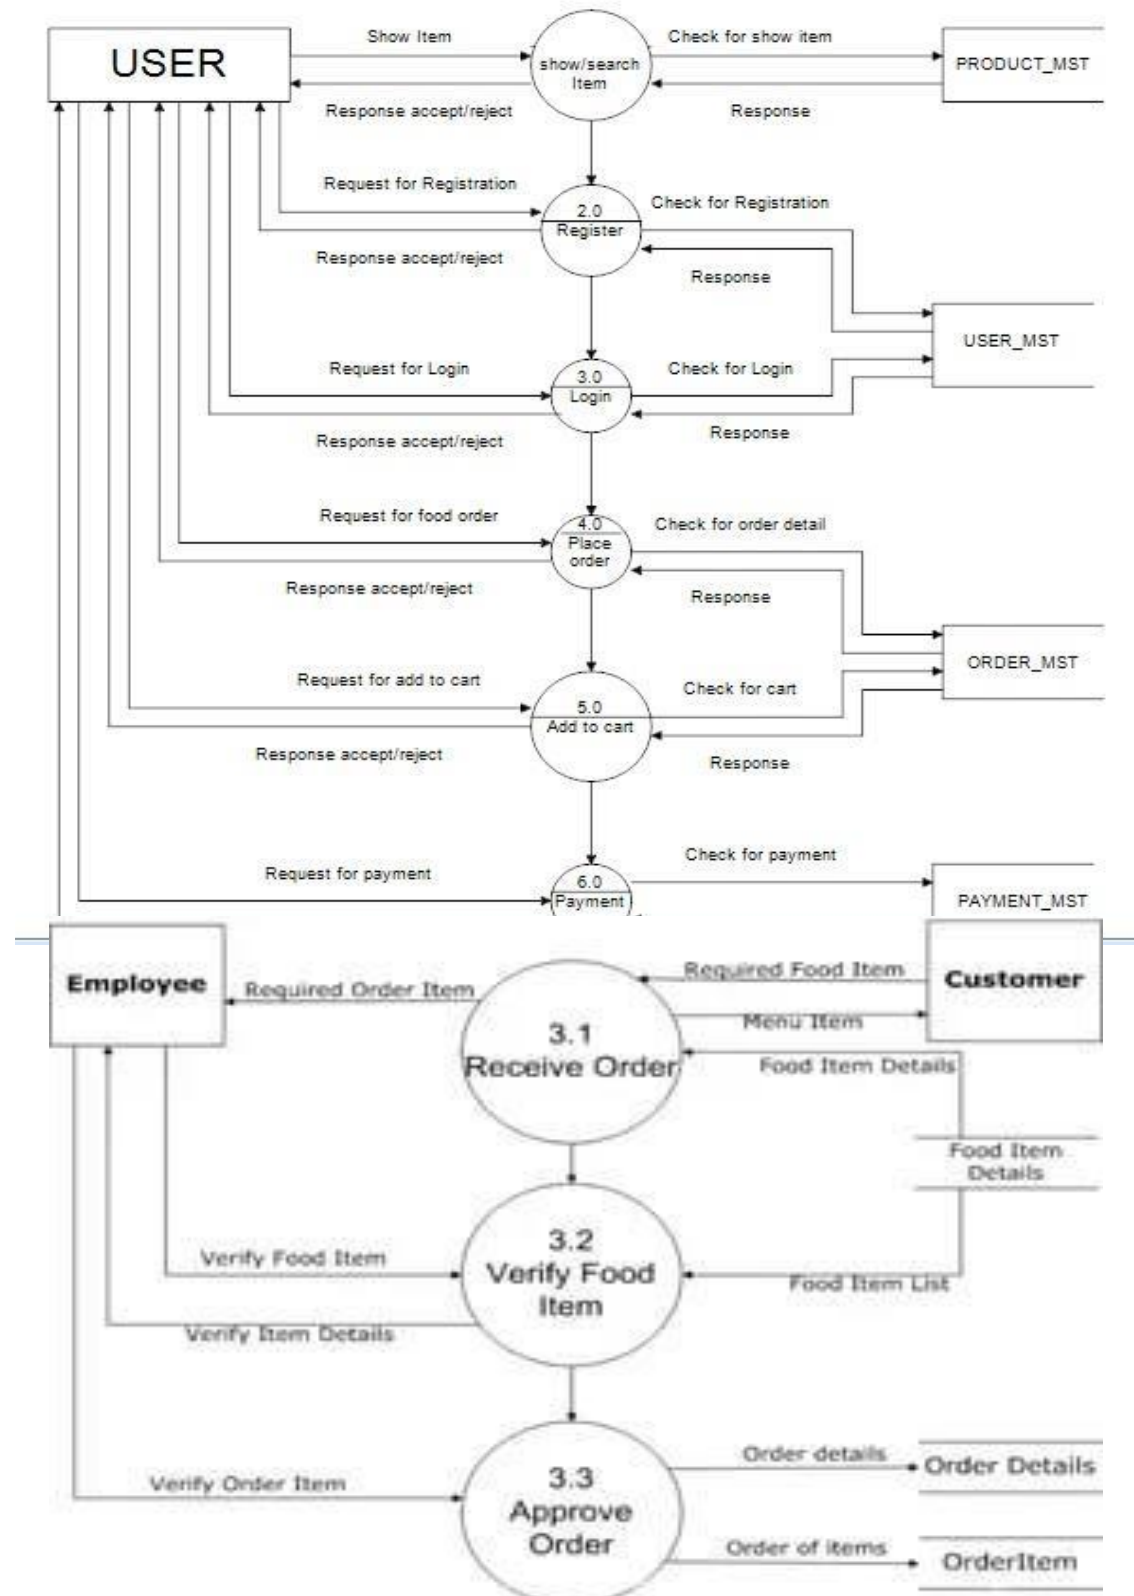 USER
Show Item
show/search
Item
Check for show item
PRODUCT_MST
Response accept/reject
Response
Request for Registration
2.0
Register
Check for Registration
Response accept/reject
Response
USER_MST
Request for Login
3.0
Login
Check for Login
Response accept/reject
Response
Request for food order
4.0
Place
order
Check for order detail
Response accept/reject
Response
ORDER_MST
Request for add to cart
5.0
Add to cart
Check for cart
Response accept/reject
Response
Request for payment
6.0
Payment
Check for payment
PAYMENT_MST
Employee
Required Order Item
3.1
Receive Order
Required Food Item
Customer
Menu Item
Food Item Details
Food Item
Details
Verify Food Item
3.2
Verify Food
Item
Food Item List
Verify Item Details
Verify Order Item
3.3
Approve
Order
Order details
Order Details
Order of items
OrderItem